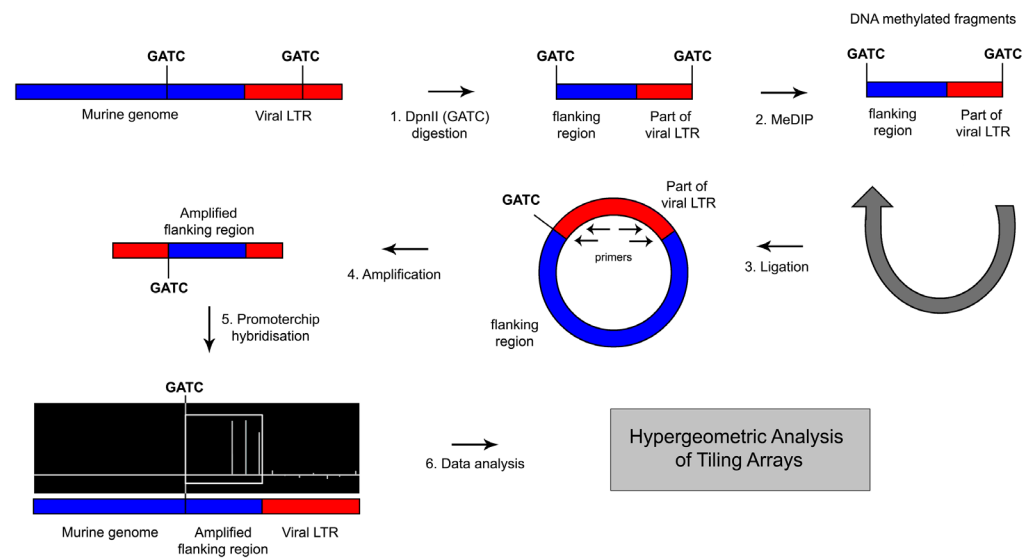 DNA methylated fragments
GATC
GATC
GATC
GATC
GATC
GATC
Murine genome
Viral LTR
1. DpnII (GATC)
digestion
flanking
region
Part of
viral LTR
2. MeDIP
flanking
region
Part of
viral LTR
Amplified
flanking region
GATC
4. Amplification
GATC
Part of
viral LTR
primers
flanking
region
3. Ligation
5. Promoterchip
hybridisation
GATC
6. Data analysis
Hypergeometric Analysis
of Tiling Arrays
Murine genome
Amplified
flanking region
Viral LTR